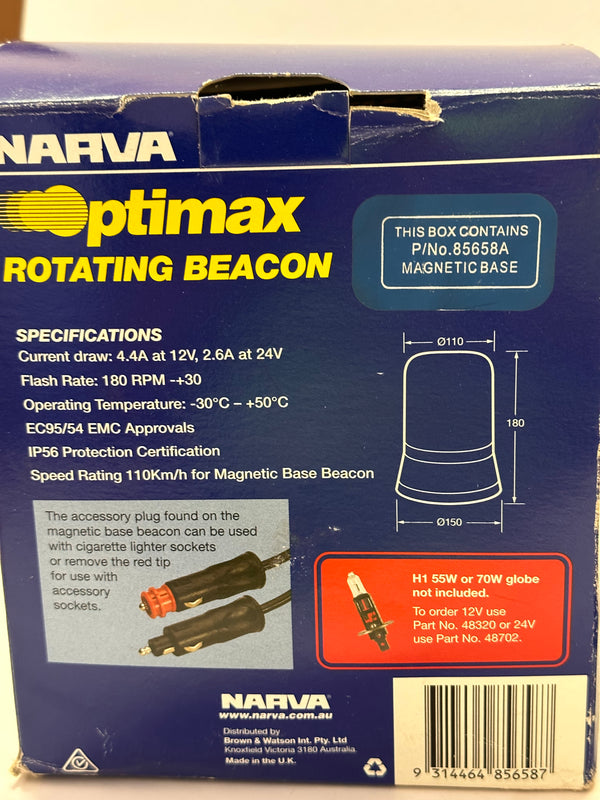 NARVA
Optimax
ROTATING BEACON
THIS BOX CONTAINS
P/No.85658A
MAGNETIC BASE
SPECIFICATIONS
Current draw: 4.4A at 12V, 2.6A at 24V
Flash Rate: 180 RPM -+30
Operating Temperature: -30°C – +50°C
EC95/54 EMC Approvals
IP56 Protection Certification
Speed Rating 110Km/h for Magnetic Base Beacon
Ø110
180
Ø150
The accessory plug found on the
magnetic base beacon can be used
with cigarette lighter sockets
or remove the red tip
for use with
accessory
sockets.
H1 55W or 70W globe
not included.
To order 12V use
Part No. 48320 or 24V
use Part No. 48702.
NARVA
www.narva.com.au
Distributed by
Brown & Watson Int. Pty. Ltd
Knoxfield Victoria 3180 Australia
Made in the U.K.
9 314464 856587